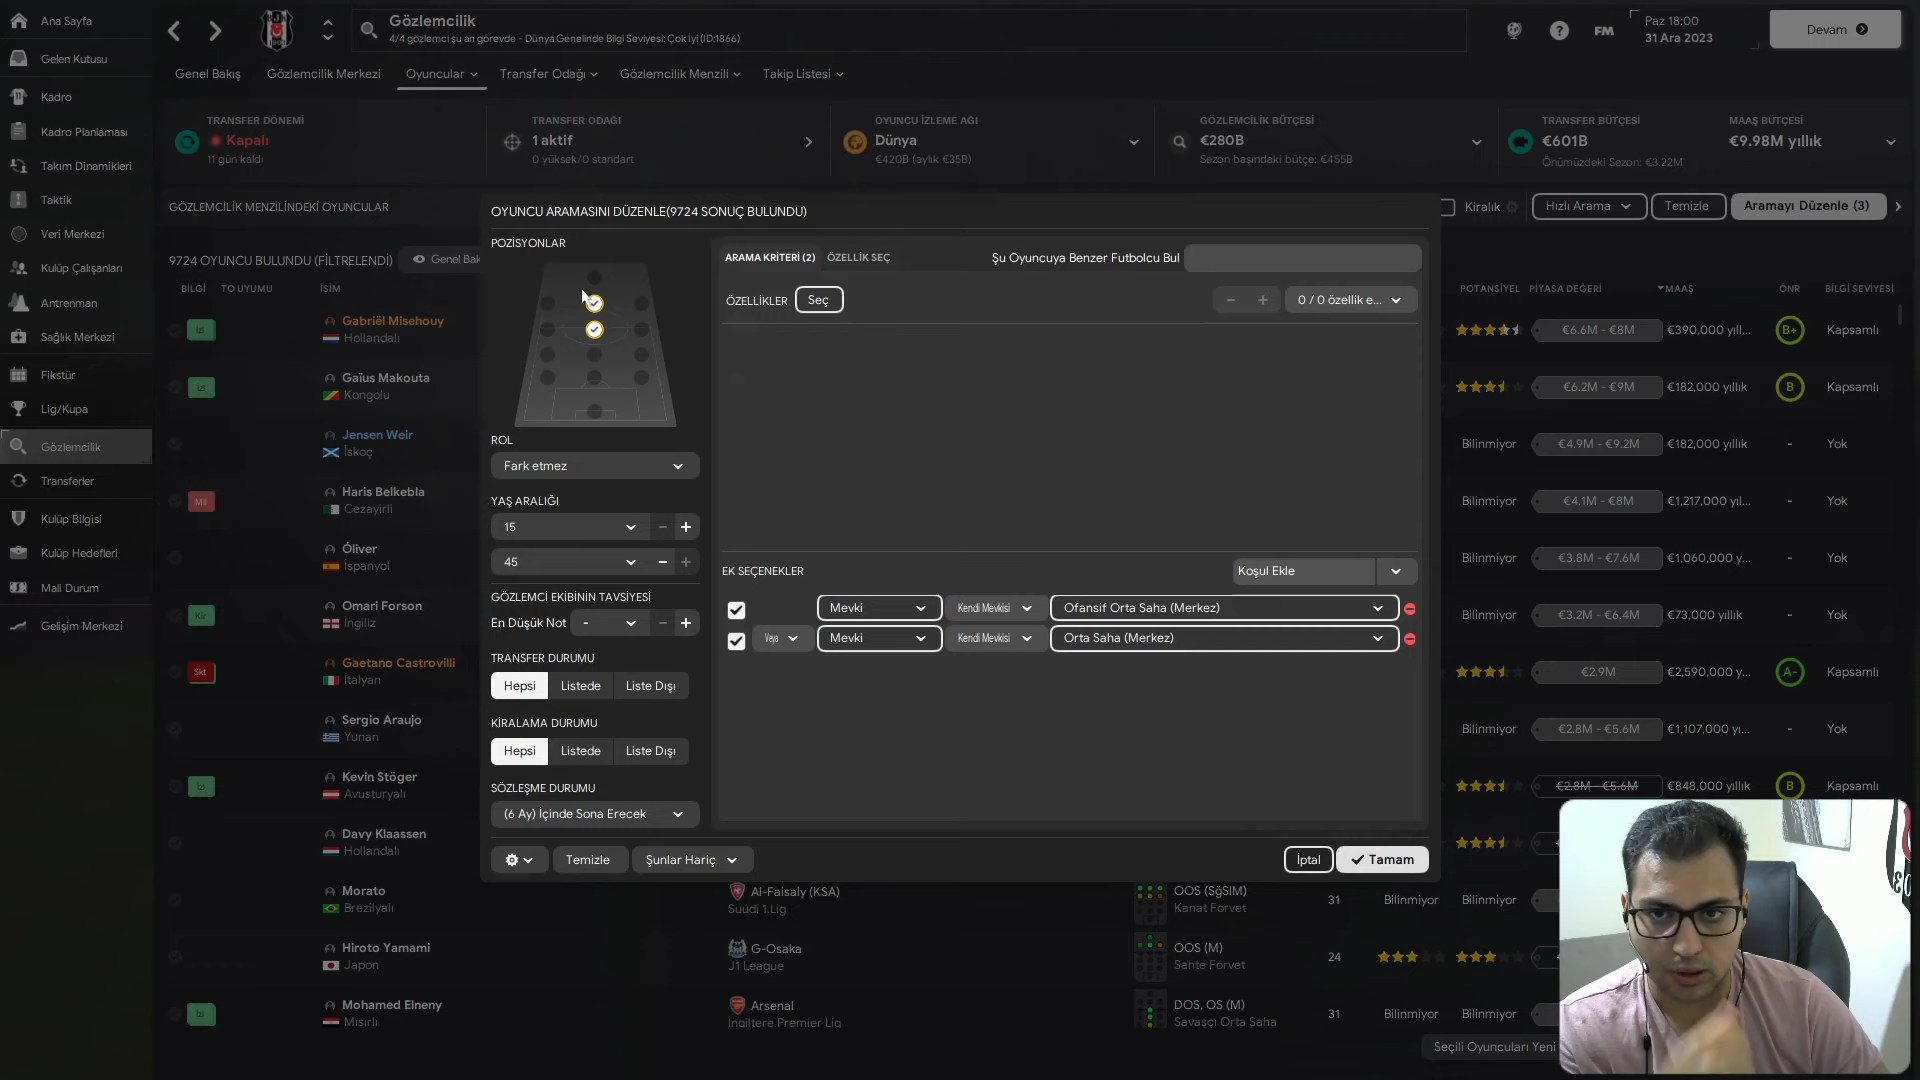 Ana Sayfa
Gelen Kutusu
Kadro
Kadro Planlaması
Takım Dinamikleri
Taktik
Veri Merkezi
Kulüp Çalışanları
Antrenman
Sağlık Merkezi
Fikstür
Lig/Kupa
Gözlemcilik
Transferler
Kulüp Bilgisi
Kulüp Hedefleri
Mali Durum
Gelişim Merkezi
Gözlemcilik
4/4 gözlemci şu an görevde - Dünya Genelinde Bilgi Seviyesi: Çok İyi (ID:1866)
FM
Paz 18:00
31 Ara 2023
Devam
Genel Bakış
Gözlemcilik Merkezi
Oyuncular
Transfer Odağı
Gözlemcilik Menzili
Takip Listesi
TRANSFER DÖNEMİ
Kapalı
11 gün kaldı
TRANSFER ODAĞI
1 aktif
0 yüksek/0 standart
OYUNCU İZLEME AĞI
Dünya
€420B (aylık €35B)
GÖZLEMCİLİK BÜTÇESİ
€280B
Sezon başındaki bütçe: €455B
TRANSFER BÜTÇESİ
€601B
Önümüzdeki Sezon: €3.22M
MAAŞ BÜTÇESİ
€9.98M yıllık
GÖZLEMCİLİK MENZİLİNDEKİ OYUNCULAR
Kiralık
Hızlı Arama
Temizle
Aramayı Düzenle (3)
9724 OYUNCU BULUNDU (FİLTRELENDİ)
Genel Bak
BİLGİ
TO UYUMU
İSİM
POTANSİYEL
PİYASA DEĞERİ
MAAŞ
ÖNR
BİLGİ SEVİYESİ
İzl
Gabriël Misehouy
Hollandalı
€6.6M - €8M
€390,000 yıll...
B+
Kapsamlı
İzl
Gaïus Makouta
Kongolu
€6.2M - €9M
€182,000 yıllık
B
Kapsamlı
Jensen Weir
İskoç
Bilinmiyor
€4.9M - €9.2M
€182,000 yıllık
-
Yok
Mil
Haris Belkebla
Cezayirli
Bilinmiyor
€4.1M - €8M
€1,217,000 yıl...
-
Yok
Óliver
İspanyol
Bilinmiyor
€3.8M - €7.6M
€1,060,000 yı...
-
Yok
Kir
Omari Forson
İngiliz
Bilinmiyor
€3.2M - €6.4M
€73,000 yıllık
-
Yok
Skt
Gaetano Castrovilli
İtalyan
€2.9M
€2,590,000 y...
A-
Kapsamlı
Sergio Araujo
Yunan
Bilinmiyor
€2.8M - €5.6M
€1,107,000 yı...
-
Yok
İzl
Kevin Stöger
Avusturyalı
€2.8M - €5.6M
€848,000 yıllık
B
Kapsamlı
Davy Klaassen
Hollandalı
Morato
Brezilyalı
Al-Faisaly (KSA)
Suudi 1.Lig
OOS (SğSlM)
Kanat Forvet
31
Bilinmiyor
Bilinmiyor
Hiroto Yamami
Japon
G-Osaka
J1 League
OOS (M)
Sahte Forvet
24
İzl
Mohamed Elneny
Mısırlı
Arsenal
İngiltere Premier Lig
DOS, OS (M)
Savaşçı Orta Saha
31
Bilinmiyor
Bilinmiyor
Seçili Oyuncuları Yeni
OYUNCU ARAMASINI DÜZENLE(9724 SONUÇ BULUNDU)
POZİSYONLAR
ROL
Fark etmez
YAŞ ARALIĞI
15
45
GÖZLEMCİ EKİBİNİN TAVSİYESİ
En Düşük Not
-
TRANSFER DURUMU
Hepsi
Listede
Liste Dışı
KİRALAMA DURUMU
Hepsi
Listede
Liste Dışı
SÖZLEŞME DURUMU
(6 Ay) İçinde Sona Erecek
ARAMA KRİTERİ (2)
ÖZELLİK SEÇ
Şu Oyuncuya Benzer Futbolcu Bul
ÖZELLİKLER
Seç
0 / 0 özellik e...
EK SEÇENEKLER
Koşul Ekle
Mevki
Kendi Mevkisi
Ofansif Orta Saha (Merkez)
Veya
Mevki
Kendi Mevkisi
Orta Saha (Merkez)
Temizle
Şunlar Hariç
İptal
Tamam